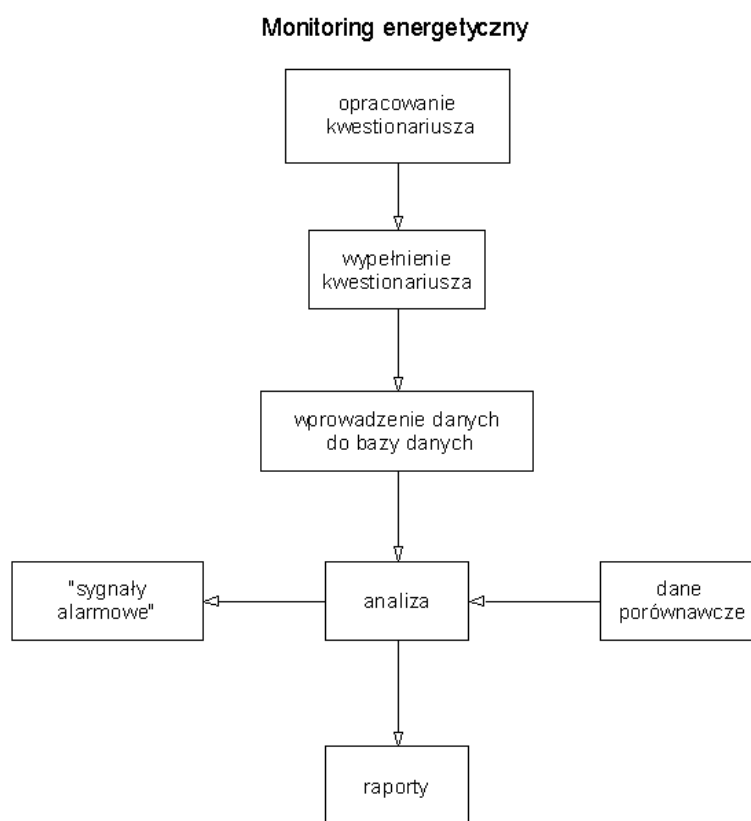 Monitoring energetyczny
opracowanie
kwestionariusza
wypełnienie
kwestionariusza
wprowadzenie danych
do bazy danych
"sygnały
alarmowe"
analiza
dane
porównawcze
raporty